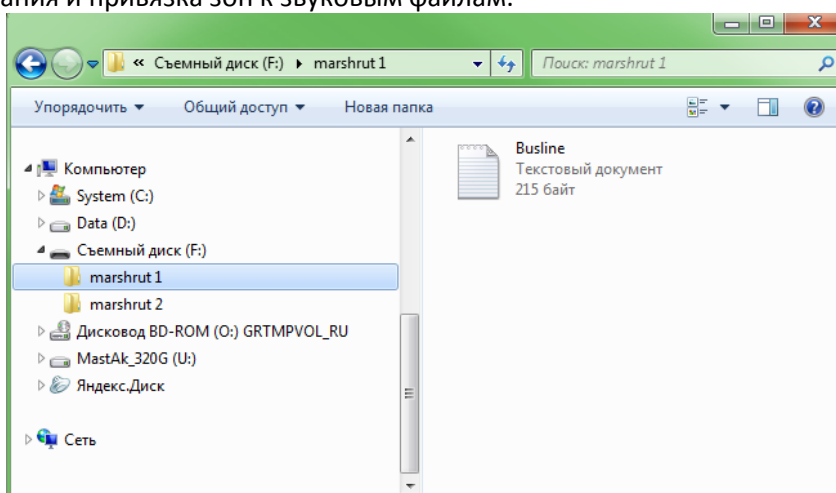 ания и привязка зон к звуковым файлам.
« Съемный диск (F:) ▸ marshrut 1
Поиск: marshrut 1
Упорядочить ▾ Общий доступ ▾ Новая папка
Компьютер
System (C:)
Data (D:)
Съемный диск (F:)
marshrut 1
marshrut 2
Дисковод BD-ROM (O:) GRTMPVOL_RU
MastAk_320G (U:)
Яндекс.Диск
Сеть
Busline
Текстовый документ
215 байт